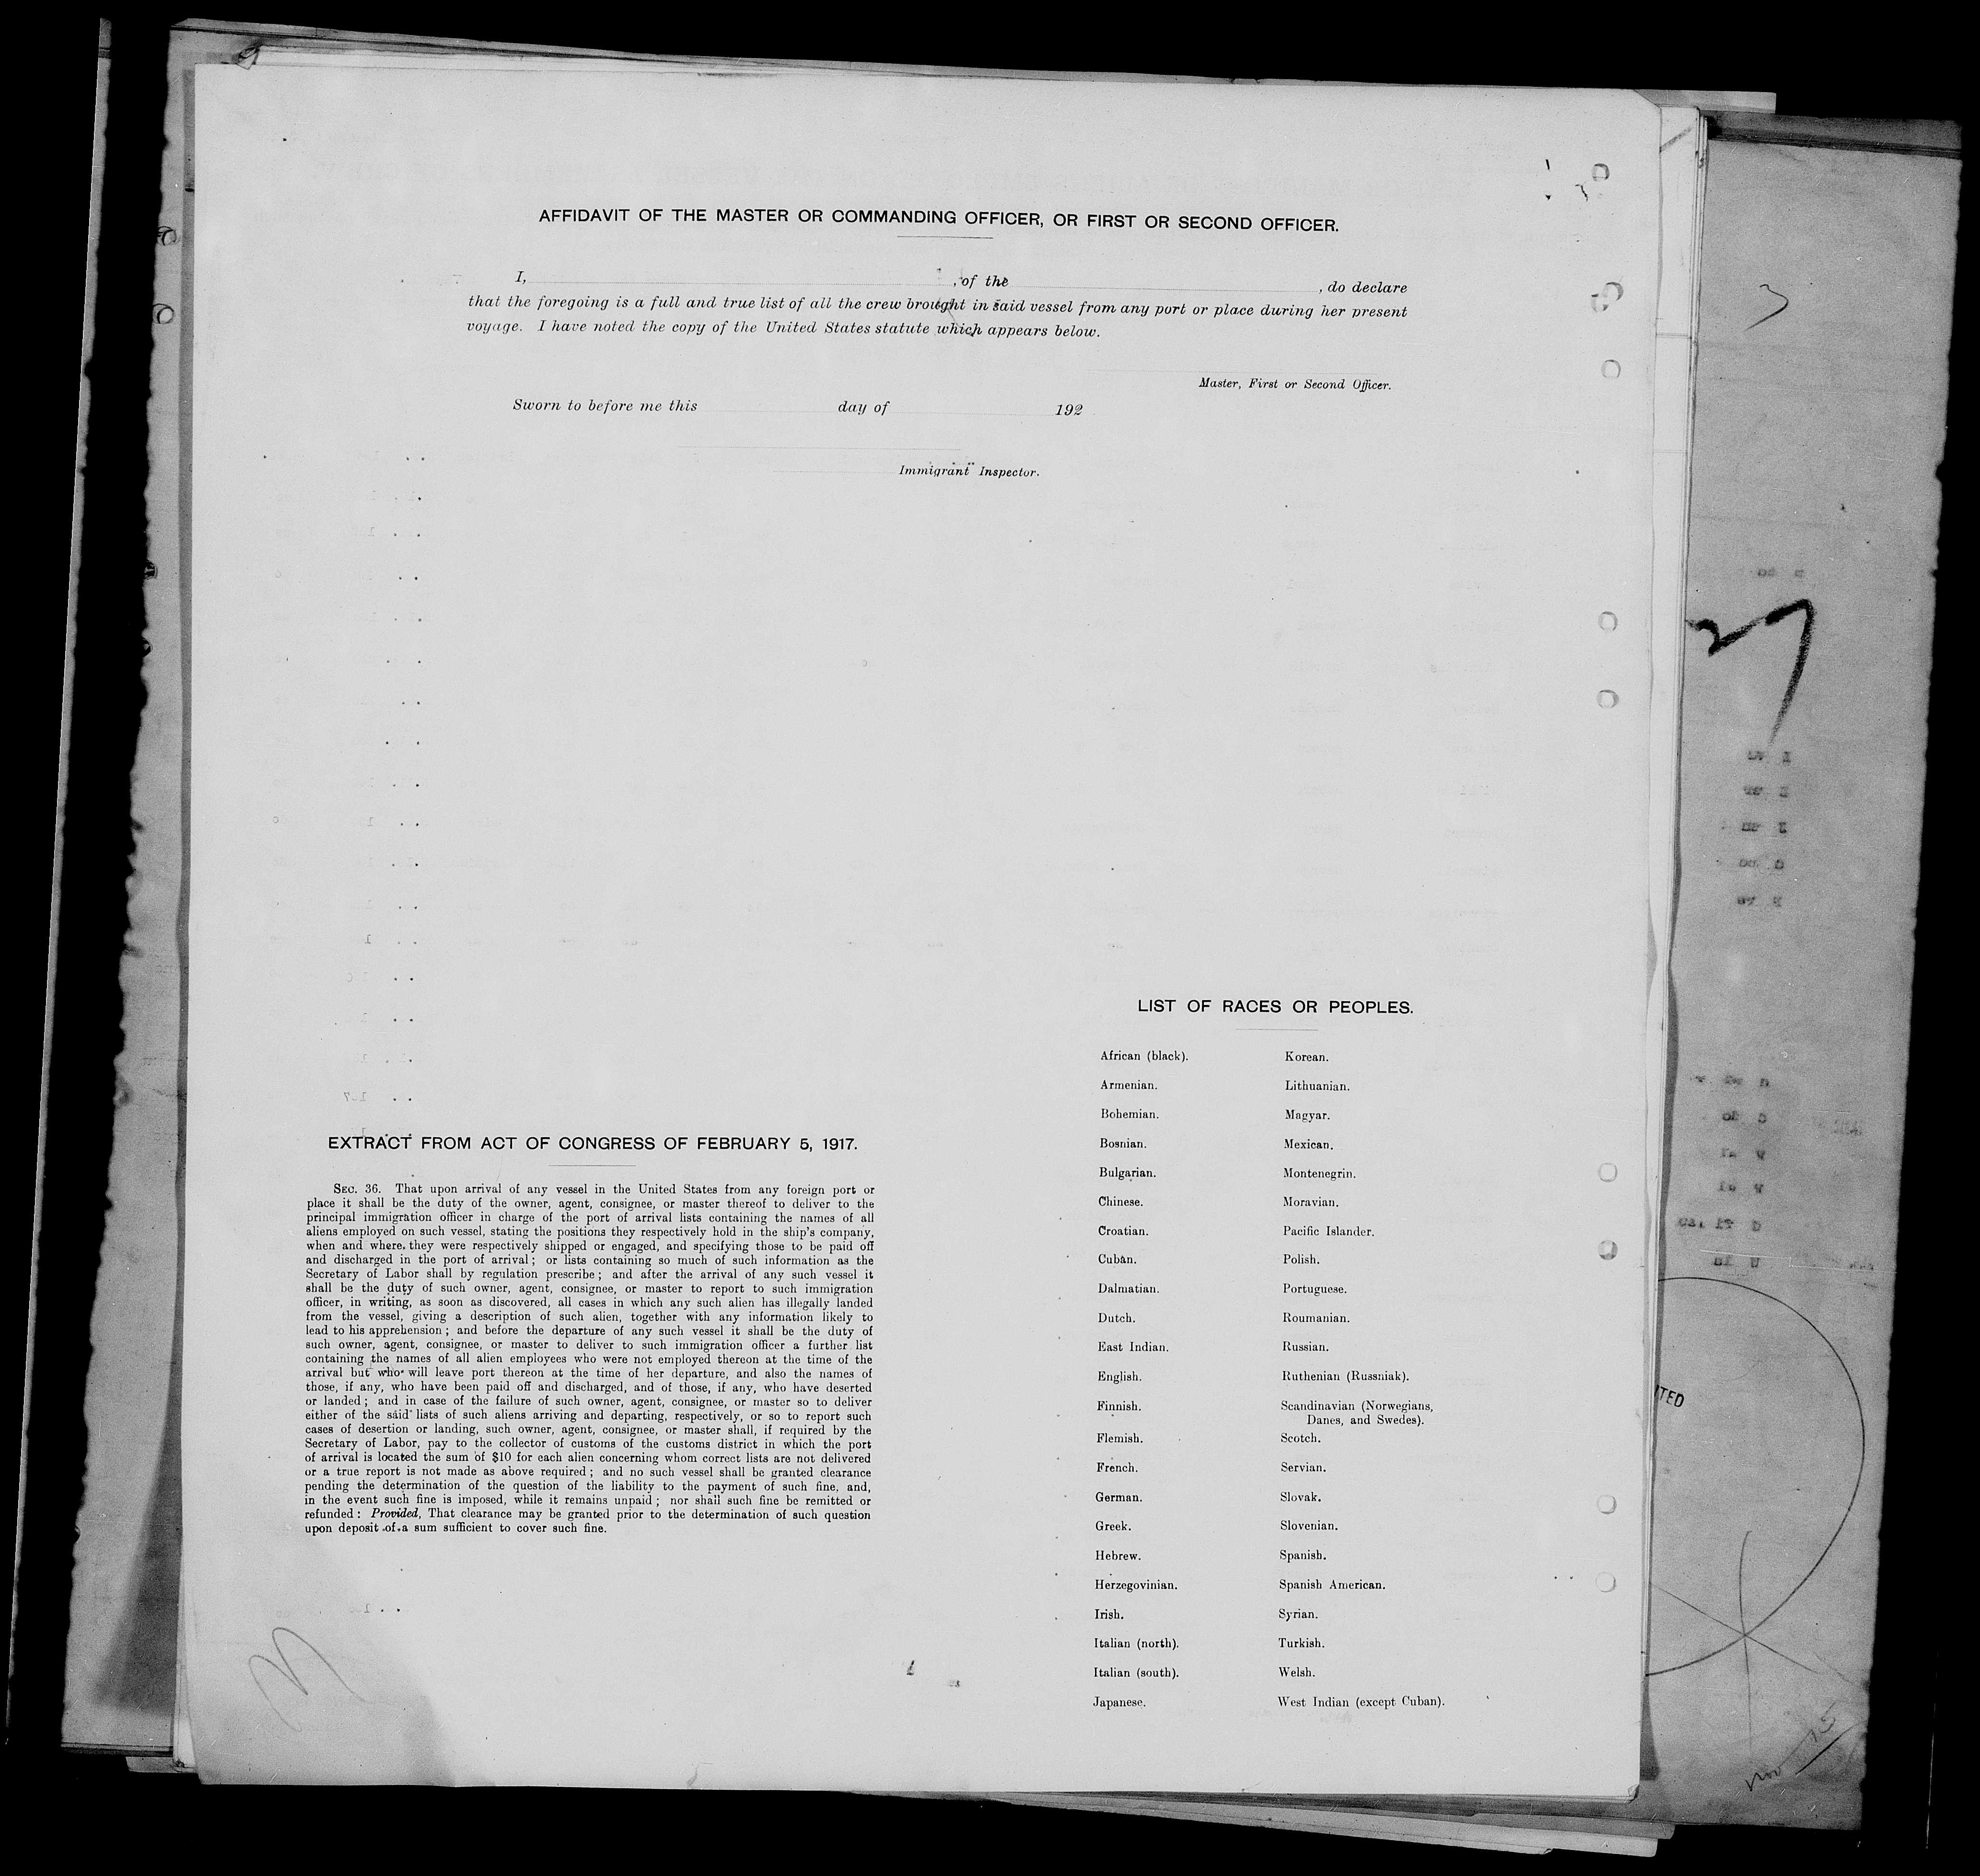 AFFIDAVIT OF THE MASTER OR COMMANDING OFFICER, OR FIRST OR SECOND OFFICER.
I, , of the , do declare
that the foregoing is a full and true list of all the crew brought in said vessel from any port or place during her present
voyage. I have noted the copy of the United States statute which appears below.
Master, First or Second Officer.
Sworn to before me this day of 192
Immigrant Inspector.
EXTRACT FROM ACT OF CONGRESS OF FEBRUARY 5, 1917.
SEC. 36. That upon arrival of any vessel in the United States from any foreign port or
place it shall be the duty of the owner, agent, consignee, or master thereof to deliver to the
principal immigration officer in charge of the port of arrival lists containing the names of all
aliens employed on such vessel, stating the positions they respectively hold in the ship's company,
when and where they were respectively shipped or engaged, and specifying those to be paid off
and discharged in the port of arrival; or lists containing so much of such information as the
Secretary of Labor shall by regulation prescribe; and after the arrival of any such vessel it
shall be the duty of such owner, agent, consignee, or master to report to such immigration
officer, in writing, as soon as discovered, all cases in which any such alien has illegally landed
from the vessel, giving a description of such alien, together with any information likely to
lead to his apprehension; and before the departure of any such vessel it shall be the duty of
such owner, agent, consignee, or master to deliver to such immigration officer a further list
containing the names of all alien employees who were not employed thereon at the time of the
arrival but who will leave port thereon at the time of her departure, and also the names of
those, if any, who have been paid off and discharged, and of those, if any, who have deserted
or landed; and in case of the failure of such owner, agent, consignee, or master so to deliver
either of the said lists of such aliens arriving and departing, respectively, or so to report such
cases of desertion or landing, such owner, agent, consignee, or master shall, if required by the
Secretary of Labor, pay to the collector of customs of the customs district in which the port
of arrival is located the sum of $10 for each alien concerning whom correct lists are not delivered
or a true report is not made as above required; and no such vessel shall be granted clearance
pending the determination of the question of the liability to the payment of such fine, and,
in the event such fine is imposed, while it remains unpaid; nor shall such fine be remitted or
refunded: Provided, That clearance may be granted prior to the determination of such question
upon deposit of a sum sufficient to cover such fine.
LIST OF RACES OR PEOPLES.
African (black).
Armenian.
Bohemian.
Bosnian.
Bulgarian.
Chinese.
Croatian.
Cuban.
Dalmatian.
Dutch.
East Indian.
English.
Finnish.
Flemish.
French.
German.
Greek.
Hebrew.
Herzegovinian.
Irish.
Italian (north).
Italian (south).
Japanese.
Korean.
Lithuanian.
Magyar.
Mexican.
Montenegrin.
Moravian.
Pacific Islander.
Polish.
Portuguese.
Roumanian.
Russian.
Ruthenian (Russniak).
Scandinavian (Norwegians,
Danes, and Swedes).
Scotch.
Servian.
Slovak.
Slovenian.
Spanish.
Spanish American.
Syrian.
Turkish.
Welsh.
West Indian (except Cuban).
27